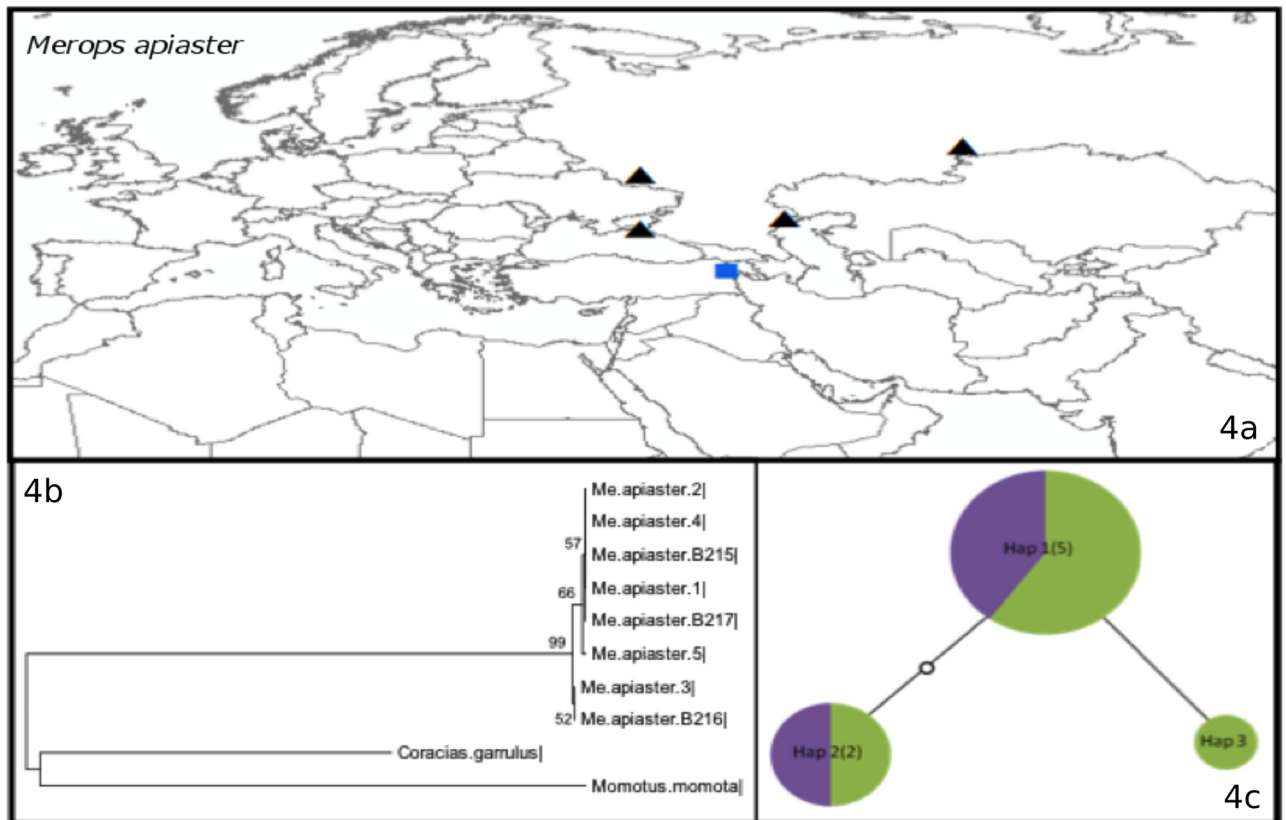 Merops apiaster
4a
4b
Me.apiaster.2|
Me.apiaster.4|
57
Me.apiaster.B215|
66
Me.apiaster.1|
Me.apiaster.B217|
99
Me.apiaster.5|
Me.apiaster.3|
52
Me.apiaster.B216|
Coracias.garrulus|
Momotus.momota|
Hap 1(5)
Hap 2(2)
Hap 3
4c